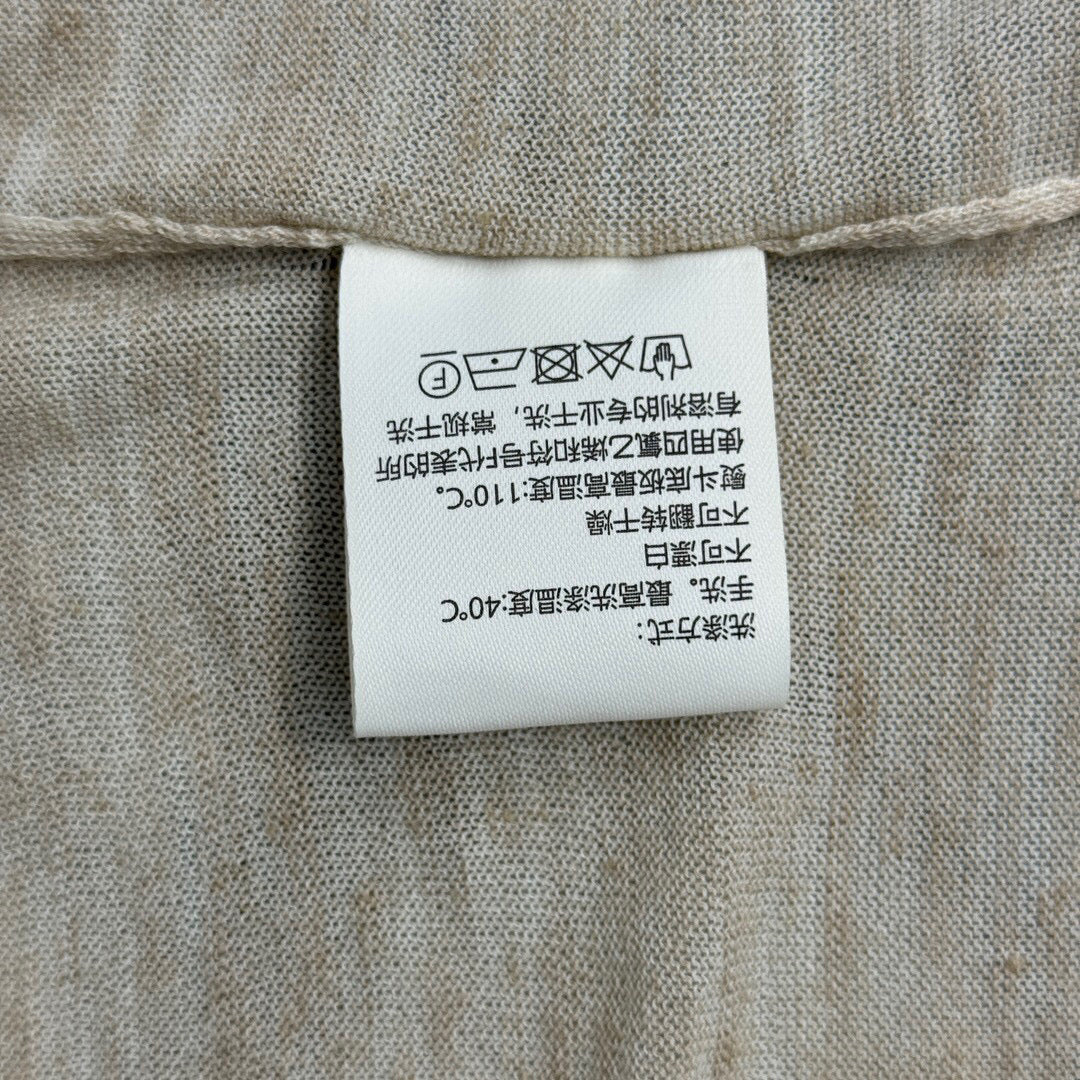 洗涤方式：
手洗。最高洗涤温度:40℃
不可漂白
不可翻转干燥
熨斗底板最高温度:110℃。
使用四氯乙烯和符号F代表的所
有溶剂的专业干洗，常规干洗
F